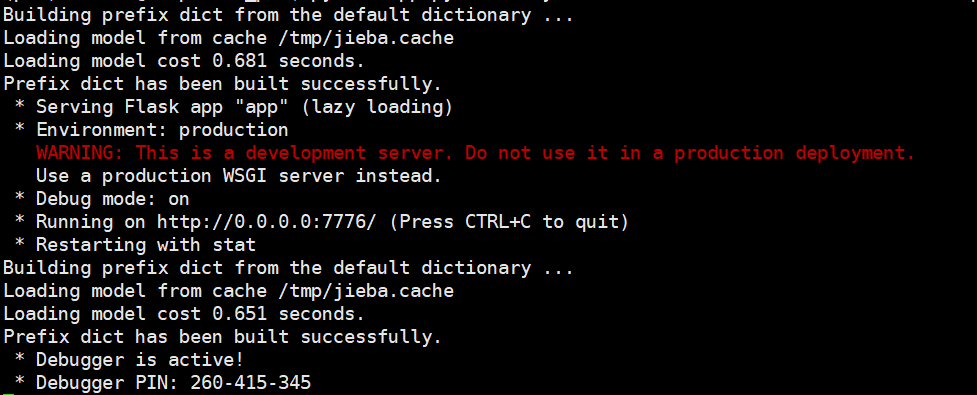 Building prefix dict from the default dictionary ...
Loading model from cache /tmp/jieba.cache
Loading model cost 0.681 seconds.
Prefix dict has been built successfully.
* Serving Flask app "app" (lazy loading)
* Environment: production
WARNING: This is a development server. Do not use it in a production deployment.
Use a production WSGI server instead.
* Debug mode: on
* Running on http://0.0.0.0:7776/ (Press CTRL+C to quit)
* Restarting with stat
Building prefix dict from the default dictionary ...
Loading model from cache /tmp/jieba.cache
Loading model cost 0.651 seconds.
Prefix dict has been built successfully.
* Debugger is active!
* Debugger PIN: 260-415-345